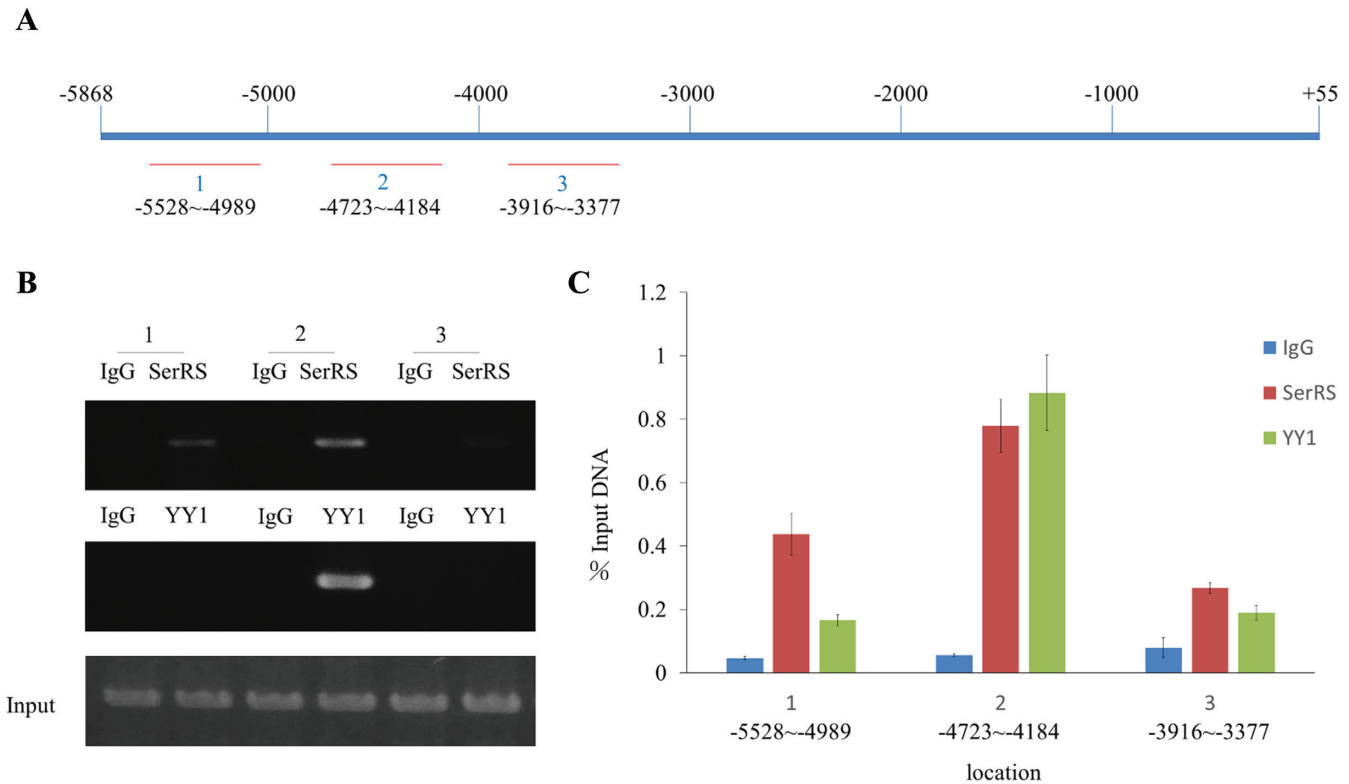 A
-5868 -5000 -4000 -3000 -2000 -1000 +55
1 2 3
-5528~-4989 -4723~-4184 -3916~-3377
B
1 2 3
IgG SerRS IgG SerRS IgG SerRS
IgG YY1 IgG YY1 IgG YY1
Input
C
1.2
1
0.8
0.6
0.4
0.2
0
% Input DNA
IgG
SerRS
YY1
1 2 3
-5528~-4989 -4723~-4184 -3916~-3377
location